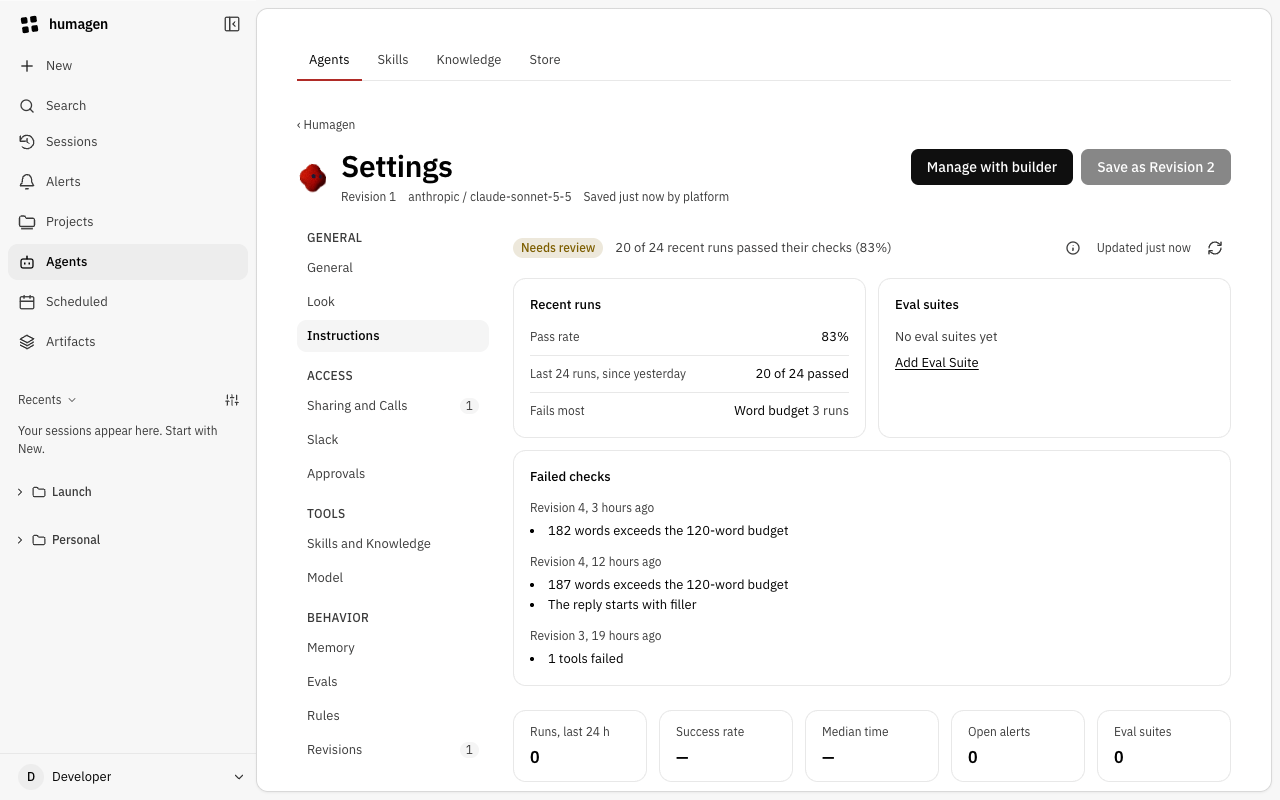 humagen
New
Search
Sessions
Alerts
Projects
Agents
Scheduled
Artifacts
Recents
Your sessions appear here. Start with
New.
Launch
Personal
D Developer
Agents Skills Knowledge Store
‹ Humagen
Settings
Revision 1 anthropic / claude-sonnet-5-5 Saved just now by platform
Manage with builder
Save as Revision 2
GENERAL
General
Look
Instructions
ACCESS
Sharing and Calls 1
Slack
Approvals
TOOLS
Skills and Knowledge
Model
BEHAVIOR
Memory
Evals
Rules
Revisions 1
Needs review 20 of 24 recent runs passed their checks (83%)
Updated just now
Recent runs
Pass rate 83%
Last 24 runs, since yesterday 20 of 24 passed
Fails most Word budget 3 runs
Eval suites
No eval suites yet
Add Eval Suite
Failed checks
Revision 4, 3 hours ago
• 182 words exceeds the 120-word budget
Revision 4, 12 hours ago
• 187 words exceeds the 120-word budget
• The reply starts with filler
Revision 3, 19 hours ago
• 1 tools failed
Runs, last 24 h
0
Success rate
—
Median time
—
Open alerts
0
Eval suites
0